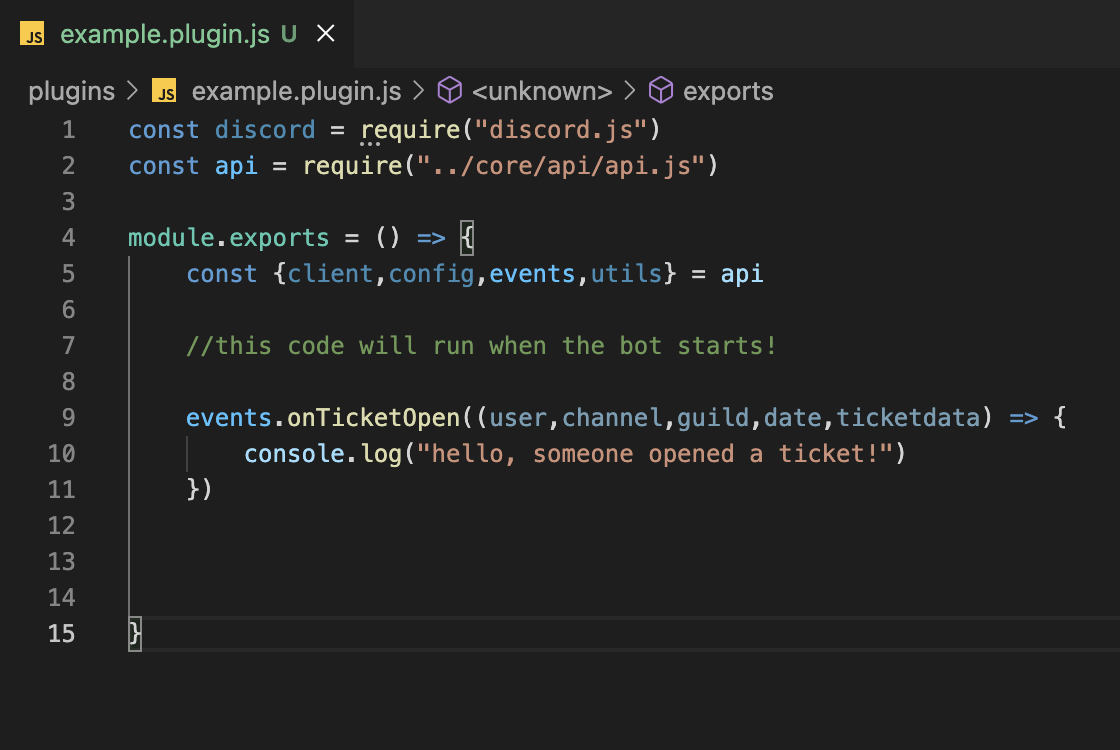 JS example.plugin.js U
plugins > JS example.plugin.js > <unknown> > exports
1 const discord = require("discord.js")
2 const api = require("../core/api/api.js")
3
4 module.exports = () => {
5 const {client,config,events,utils} = api
6
7 //this code will run when the bot starts!
8
9 events.onTicketOpen((user,channel,guild,date,ticketdata) => {
10 console.log("hello, someone opened a ticket!")
11 })
12
13
14
15 }